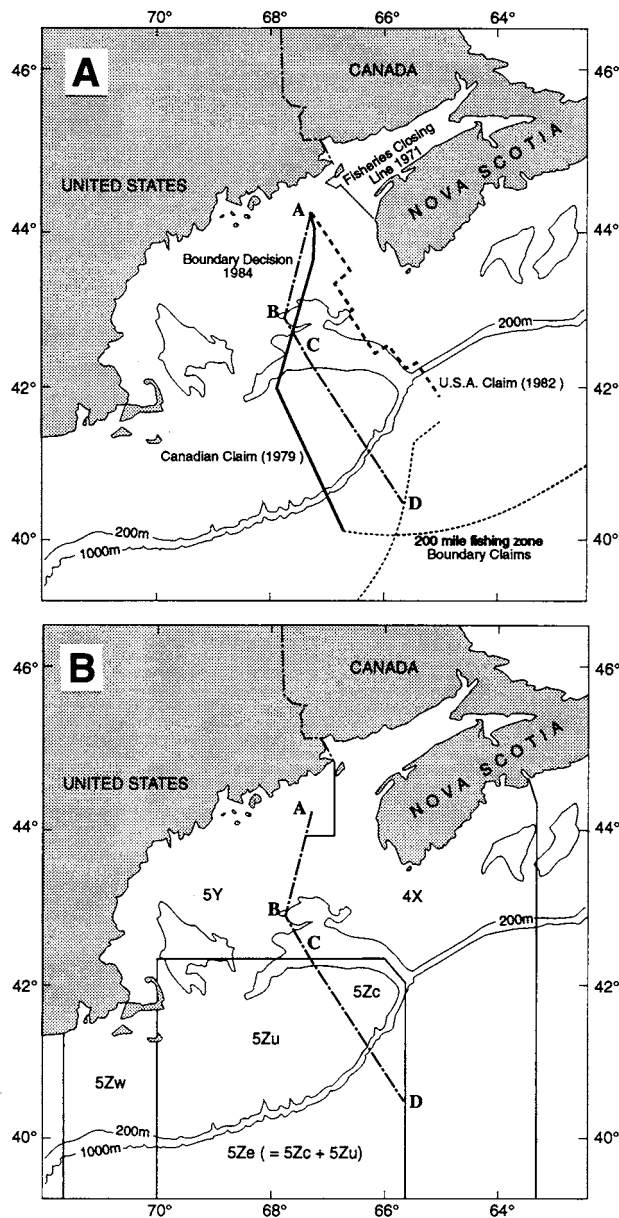 70° 68° 66° 64°
46° 46°
A
CANADA
Fisheries Closing
Line 1971
NOVA SCOTIA
UNITED STATES
44° 44°
A
Boundary Decision
1984
B
C
200m
42° 42°
U.S.A. Claim (1982)
Canadian Claim (1979)
D
40° 40°
200m
1000m
200 mile fishing zone
Boundary Claims
46° 46°
B
CANADA
NOVA SCOTIA
UNITED STATES
A
44° 44°
5Y
4X
B
C
200m
42° 42°
5Zc
5Zu
5Zw
D
200m
40° 40°
1000m
5Ze ( = 5Zc + 5Zu)
70° 68° 66° 64°